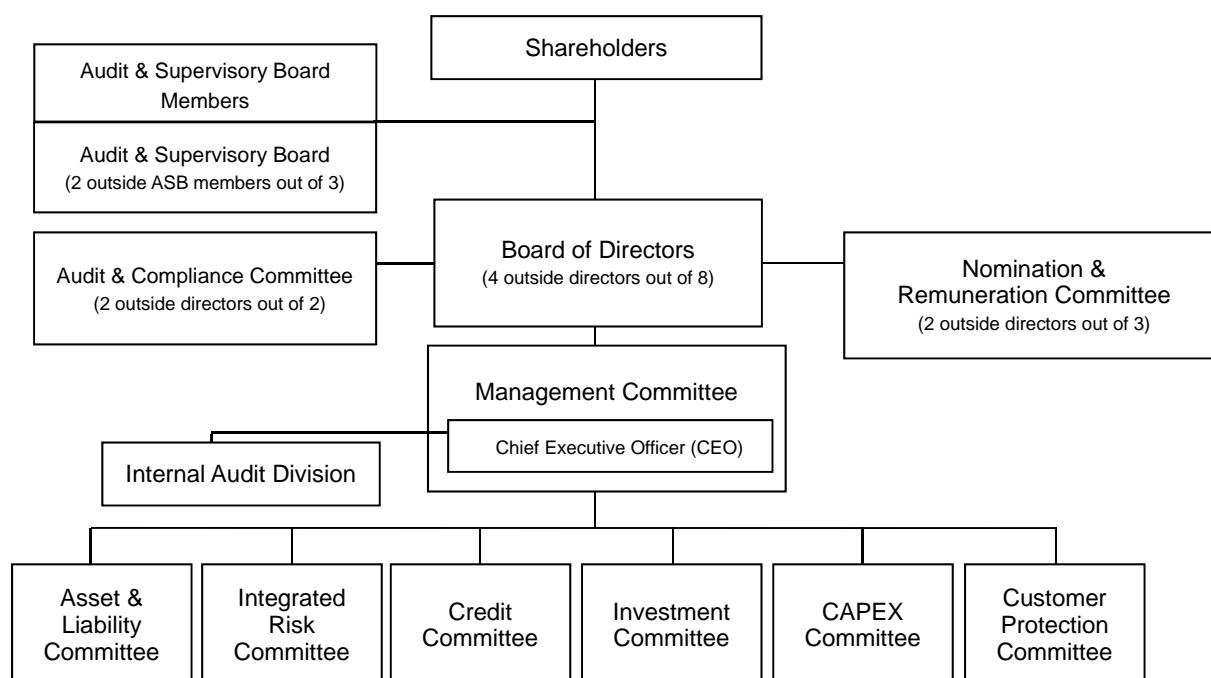 Shareholders
Audit & Supervisory Board
Members
Audit & Supervisory Board
(2 outside ASB members out of 3)
Board of Directors
(4 outside directors out of 8)
Audit & Compliance Committee
(2 outside directors out of 2)
Nomination &
Remuneration Committee
(2 outside directors out of 3)
Management Committee
Chief Executive Officer (CEO)
Internal Audit Division
Asset &
Liability
Committee
Integrated
Risk
Committee
Credit
Committee
Investment
Committee
CAPEX
Committee
Customer
Protection
Committee